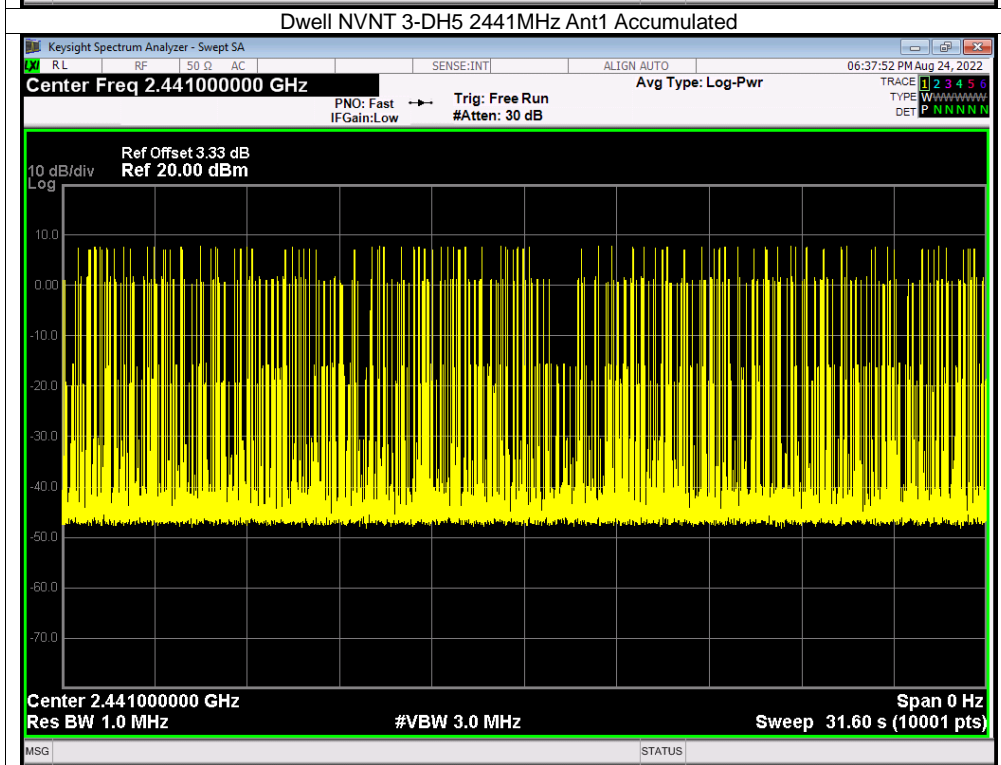 Dwell NVNT 3-DH5 2441MHz Ant1 Accumulated
Keysight Spectrum Analyzer - Swept SA
LXI RL RF 50 Ω AC SENSE:INT ALIGN AUTO 06:37:52 PM Aug 24, 2022
Center Freq 2.441000000 GHz
PNO: Fast
IFGain:Low
Trig: Free Run
#Atten: 30 dB
Avg Type: Log-Pwr
TRACE 1 2 3 4 5 6
TYPE WWWWWW
DET P N N N N N
Ref Offset 3.33 dB
10 dB/div Ref 20.00 dBm
Log
10.0
0.00
-10.0
-20.0
-30.0
-40.0
-50.0
-60.0
-70.0
Center 2.441000000 GHz Span 0 Hz
Res BW 1.0 MHz #VBW 3.0 MHz Sweep 31.60 s (10001 pts)
MSG STATUS